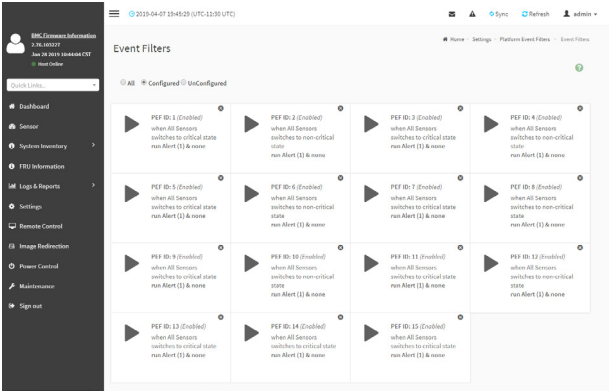 2019-04-07 19:45:29 (UTC-11:30 UTC)
Sync
Refresh
admin
BMC Firmware Information
2.76.103227
Jan 28 2019 10:44:04 CST
Host Online
Quick Links...
Dashboard
Sensor
System Inventory
FRU Information
Logs & Reports
Settings
Remote Control
Image Redirection
Power Control
Maintenance
Sign out
Event Filters
Home - Settings - Platform Event Filters - Event Filters
All Configured UnConfigured
PEF ID: 1 (Enabled)
when All Sensors
switches to critical state
run Alert (1) & none
PEF ID: 2 (Enabled)
when All Sensors
switches to non-critical
state
run Alert (1) & none
PEF ID: 3 (Enabled)
when All Sensors
switches to critical state
run Alert (1) & none
PEF ID: 4 (Enabled)
when All Sensors
switches to non-critical
state
run Alert (1) & none
PEF ID: 5 (Enabled)
when All Sensors
switches to critical state
run Alert (1) & none
PEF ID: 6 (Enabled)
when All Sensors
switches to non-critical
state
run Alert (1) & none
PEF ID: 7 (Enabled)
when All Sensors
switches to critical state
run Alert (1) & none
PEF ID: 8 (Enabled)
when All Sensors
switches to non-critical
state
run Alert (1) & none
PEF ID: 9 (Enabled)
when All Sensors
switches to critical state
run Alert (1) & none
PEF ID: 10 (Enabled)
when All Sensors
switches to non-critical
state
run Alert (1) & none
PEF ID: 11 (Enabled)
when All Sensors
switches to critical state
run Alert (1) & none
PEF ID: 12 (Enabled)
when All Sensors
switches to non-critical
state
run Alert (1) & none
PEF ID: 13 (Enabled)
when All Sensors
switches to critical state
run Alert (1) & none
PEF ID: 14 (Enabled)
when All Sensors
switches to critical state
run Alert (1) & none
PEF ID: 15 (Enabled)
when All Sensors
switches to critical state
run Alert (1) & none